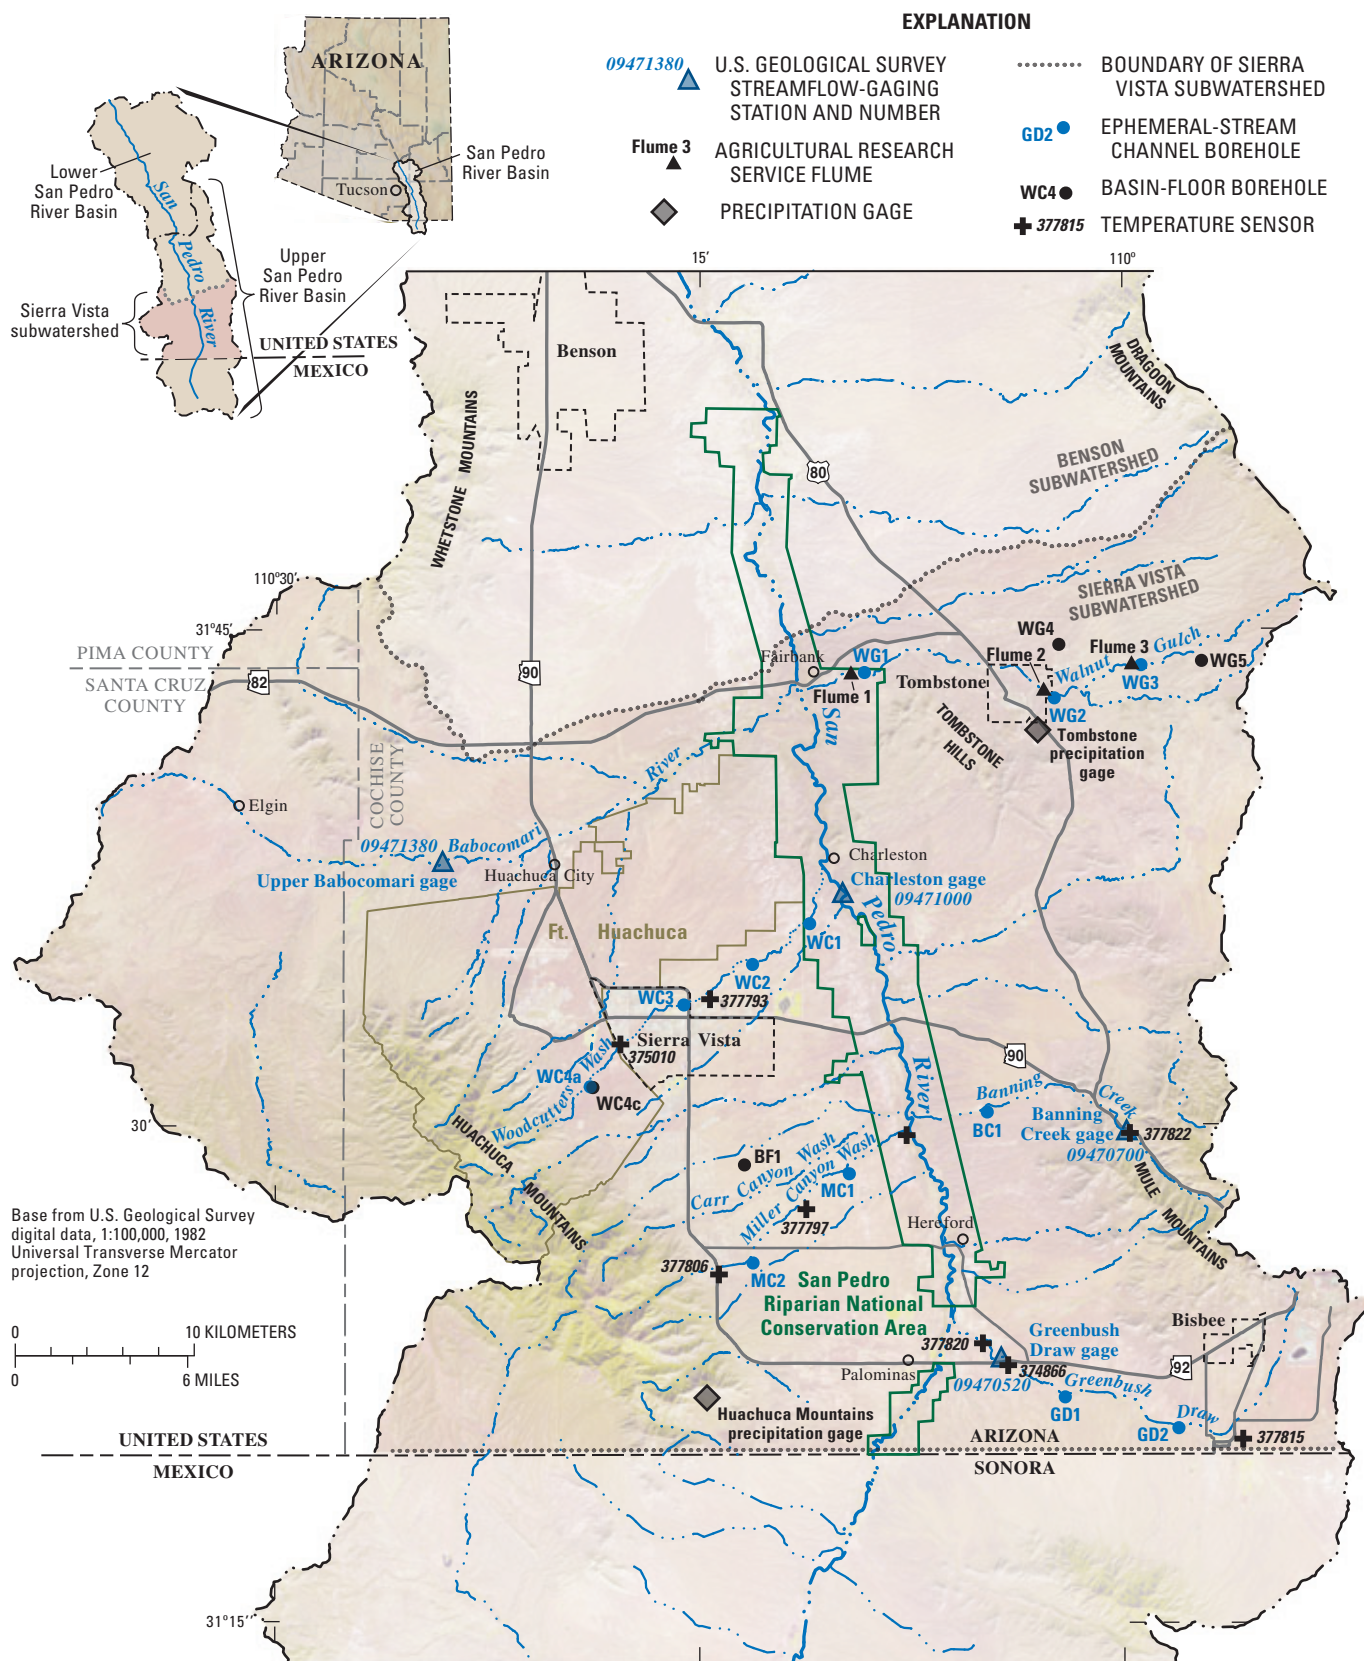 EXPLANATION
09471380
U.S. GEOLOGICAL SURVEY
STREAMFLOW-GAGING
STATION AND NUMBER
Flume 3
AGRICULTURAL RESEARCH
SERVICE FLUME
PRECIPITATION GAGE
BOUNDARY OF SIERRA
VISTA SUBWATERSHED
GD2
EPHEMERAL-STREAM
CHANNEL BOREHOLE
WC4
BASIN-FLOOR BOREHOLE
377815
TEMPERATURE SENSOR
ARIZONA
Tucson
San Pedro
River Basin
Lower
San Pedro
River Basin
San
Pedro
River
Upper
San Pedro
River Basin
Sierra Vista
subwatershed
UNITED STATES
MEXICO
15'
110°
Benson
DRAGOON
MOUNTAINS
WHETSTONE MOUNTAINS
80
BENSON
SUBWATERSHED
SIERRA VISTA
SUBWATERSHED
110°30'
31°45'
PIMA COUNTY
SANTA CRUZ
COUNTY
82
90
COCHISE
COUNTY
Fairbank
WG1
Flume 1
Tombstone
WG4
Flume 2
Walnut
Gulch
Flume 3
WG3
WG5
WG2
Tombstone
precipitation
gage
TOMBSTONE
HILLS
San
River
Elgin
09471380
Babocomari
Upper Babocomari gage
Huachuca City
Charleston
Charleston gage
09471000
Pedro
Ft. Huachuca
WC1
WC2
WC3
377793
Sierra Vista
375010
WC4a
WC4c
Woodcutters Wash
90
River
Banning
Creek
BC1
Banning
Creek gage
09470700
377822
30'
HUACHUCA
MOUNTAINS
BF1
Carr Canyon Wash
Miller Canyon Wash
MC1
377797
MULE MOUNTAINS
Hereford
Base from U.S. Geological Survey
digital data, 1:100,000, 1982
Universal Transverse Mercator
projection, Zone 12
0
10 KILOMETERS
0
6 MILES
377806
MC2
San Pedro
Riparian National
Conservation Area
Bisbee
377820
Greenbush
Draw gage
Palominas
374866
09470520
92
Greenbush
Draw
GD1
GD2
377815
Huachuca Mountains
precipitation gage
UNITED STATES
MEXICO
ARIZONA
SONORA
31°15''